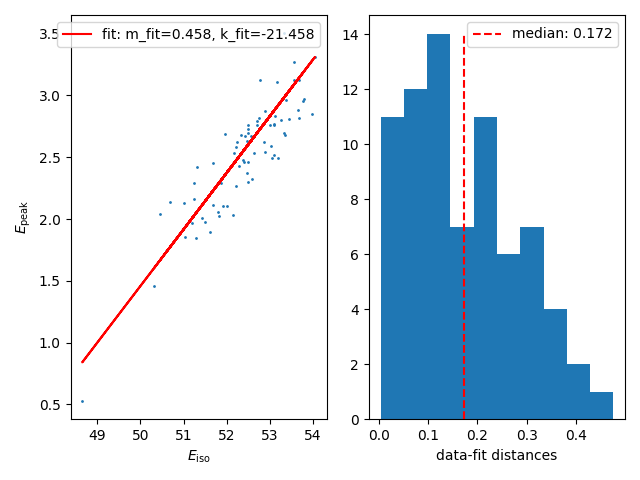 fit: m_fit=0.458, k_fit=-21.458
3.5
3.0
2.5
2.0
1.5
1.0
0.5
E_peak
49 50 51 52 53 54
E_iso
median: 0.172
14
12
10
8
6
4
2
0
0.0 0.1 0.2 0.3 0.4
data-fit distances